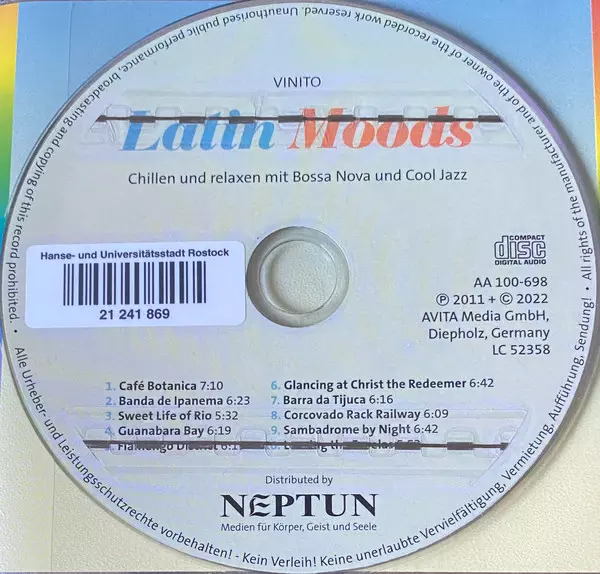 VINITO
Latin Moods
Chillen und relaxen mit Bossa Nova und Cool Jazz
COMPACT
disc
DIGITAL AUDIO
Hanse- und Universitätsstadt Rostock
21 241 869
AA 100-698
℗ 2011 + © 2022
AVITA Media GmbH,
Diepholz, Germany
LC 52358
1. Café Botanica 7:10
2. Banda de Ipanema 6:23
3. Sweet Life of Rio 5:32
4. Guanabara Bay 6:19
Flamongo District 6:1
6. Glancing at Christ the Redeemer 6:42
7. Barra da Tijuca 6:16
8. Corcovado Rack Railway 6:09
9. Sambadrome by Night 6:42
the
Distributed by
NEPTUN
Medien für Körper, Geist und Seele
Alle Urheber- und Leistungsschutzrechte vorbehalten! - Kein Verleih! Keine unerlaubte Vervielfältigung, Vermietung, Aufführung, Sendung! • All rights of the manufacturer and of the owner of the recorded work reserved. Unauthorised public performance, broadcasting and copying of this record prohibited. •